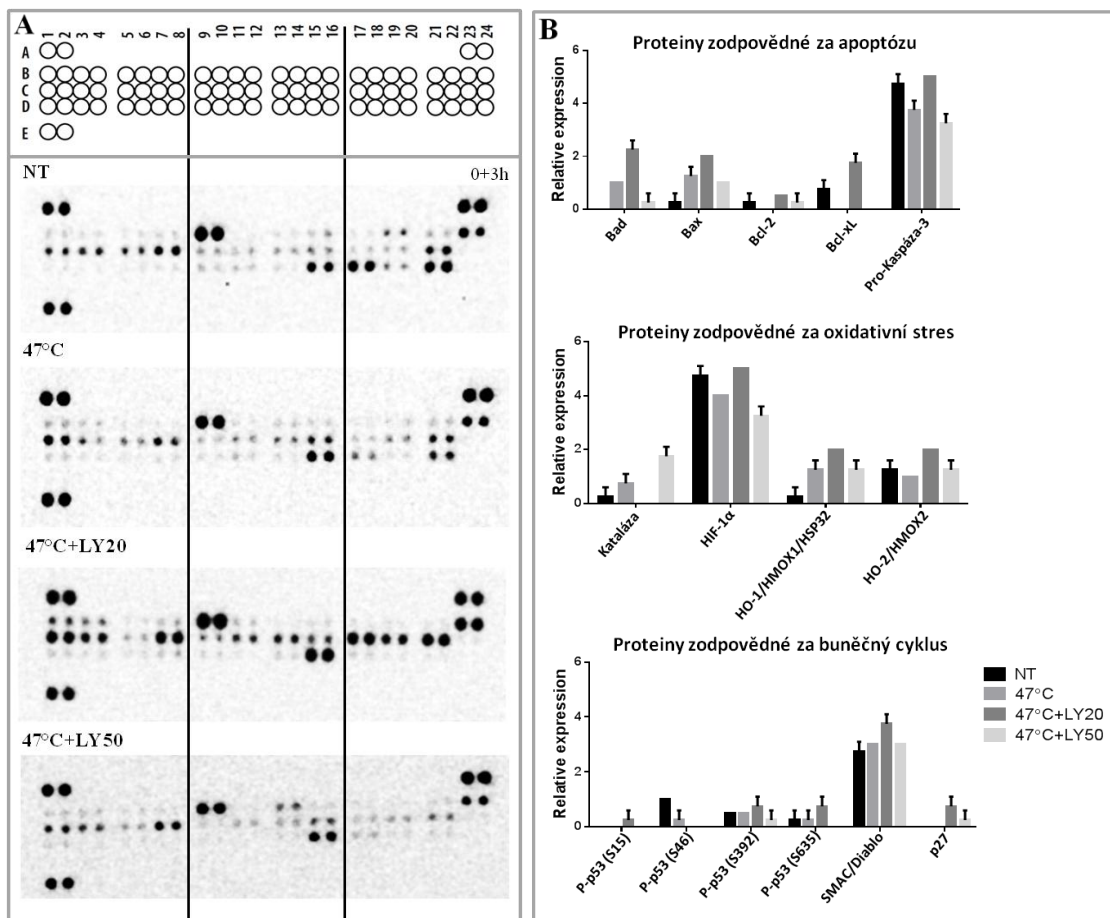 A
1 2 3 4 5 6 7 8 9 10 11 12 13 14 15 16 17 18 19 20 21 22 23 24
A
B
C
D
E
NT 0+3h
47°C
47°C+LY20
47°C+LY50
B
Proteiny zodpovědné za apoptózu
Relative expression
6
4
2
0
Bad Bax Bcl-2 Bcl-xL Pro-Kaspáza-3
Proteiny zodpovědné za oxidativní stres
Relative expression
6
4
2
0
Kataláza HIF-1α HO-1/HMOX1/HSP32 HO-2/HMOX2
Proteiny zodpovědné za buněčný cyklus
Relative expression
6
4
2
0
P-p53 (S15) P-p53 (S46) P-p53 (S392) P-p53 (S635) SMAC/Diablo p27
NT
47°C
47°C+LY20
47°C+LY50